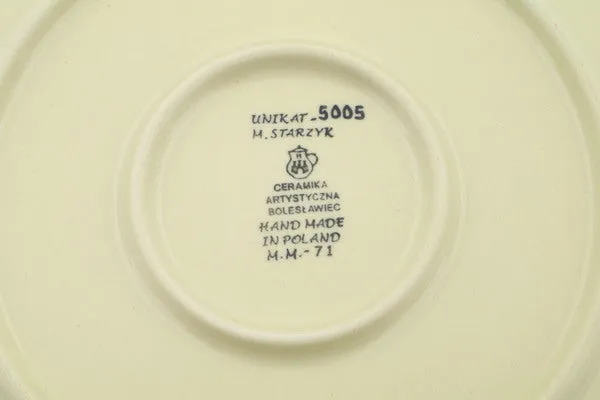 UNIKAT-5005
M. STARZYK
CERAMIKA
ARTYSTYCZNA
BOLESŁAWIEC
HAND MADE
IN POLAND
M.M.-71